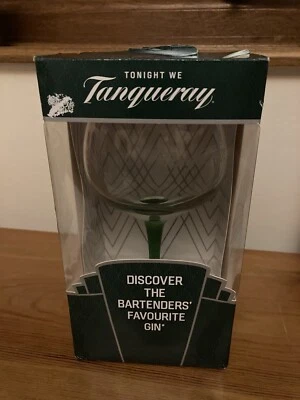 TONIGHT WE
Tanqueray
DISCOVER
THE
BARTENDERS'
FAVOURITE
GIN*